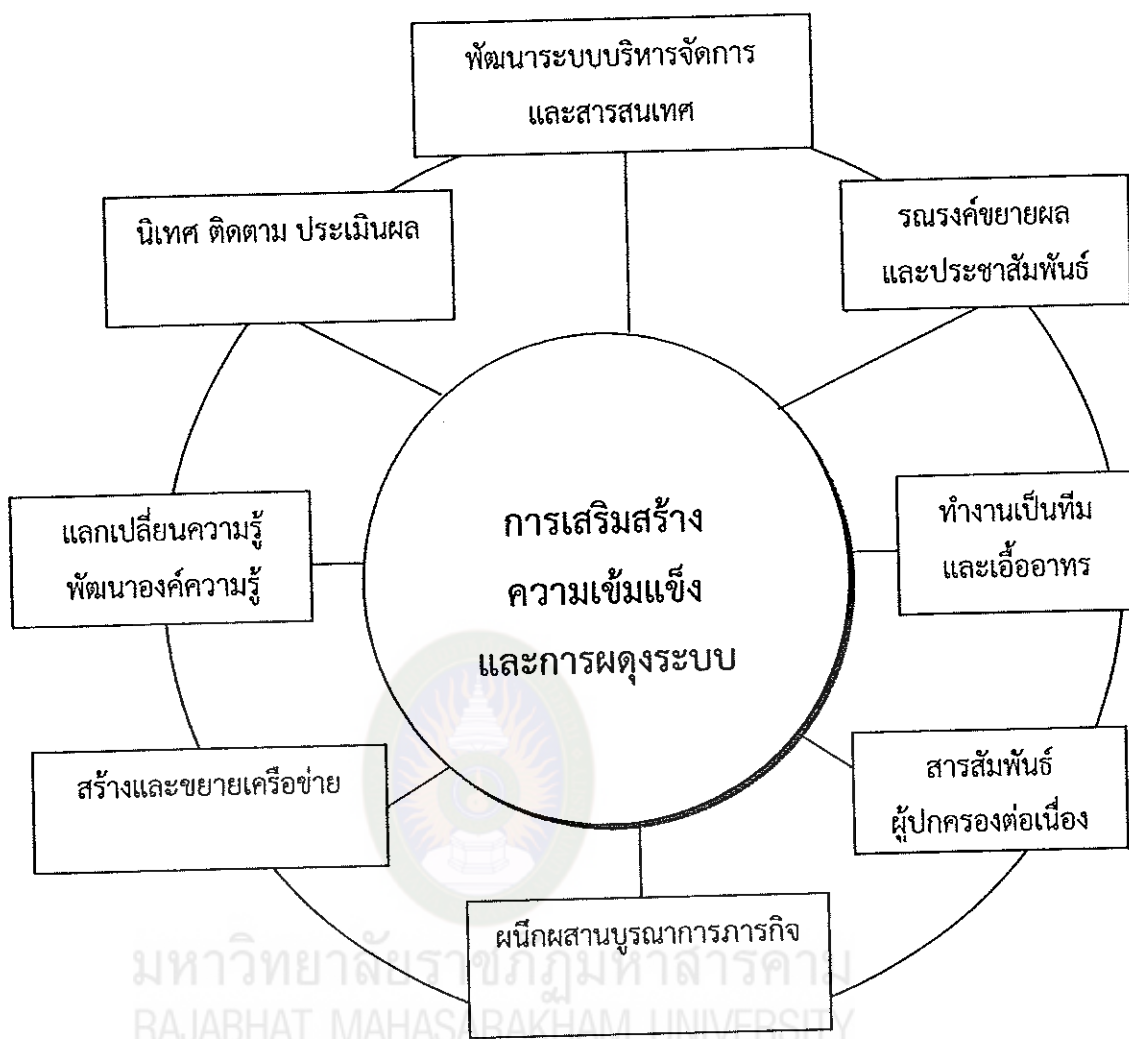 พัฒนาระบบบริหารจัดการ
และสารสนเทศ
รณรงค์ขยายผล
และประชาสัมพันธ์
ทำงานเป็นทีม
และเอื้ออาทร
สารสัมพันธ์
ผู้ปกครองต่อเนื่อง
ผนึกผสานบูรณาการภารกิจ
สร้างและขยายเครือข่าย
แลกเปลี่ยนความรู้
พัฒนาองค์ความรู้
นิเทศ ติดตาม ประเมินผล
การเสริมสร้าง
ความเข้มแข็ง
และการผดุงระบบ
มหาวิทยาลัยราชภัฏมหาสารคาม
RAJABHAT MAHASARAKHAM UNIVERSITY